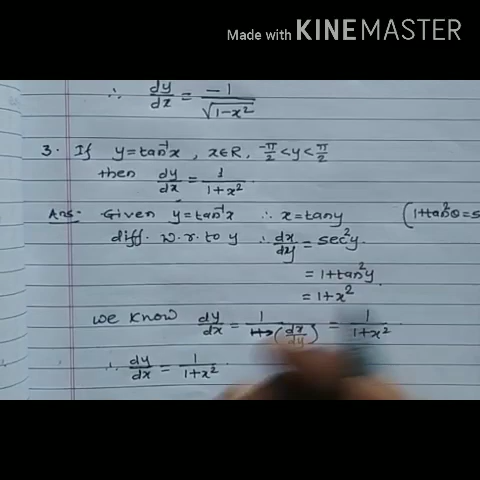 Made with KINEMASTER
∴ dy/dx = -1/√(1-x²)
3. If y = tan⁻¹x , x∈R, -π/2 < y < π/2
then dy/dx = 1/(1+x²)
Ans:- Given y = tan⁻¹x ∴ x = tany (1+tan²θ = s
diff. w.r. to y ∴ dx/dy = sec²y.
= 1+tan²y.
= 1+x²
we know dy/dx = 1/(dx/dy) = 1/(1+x²)
∴ dy/dx = 1/(1+x²)